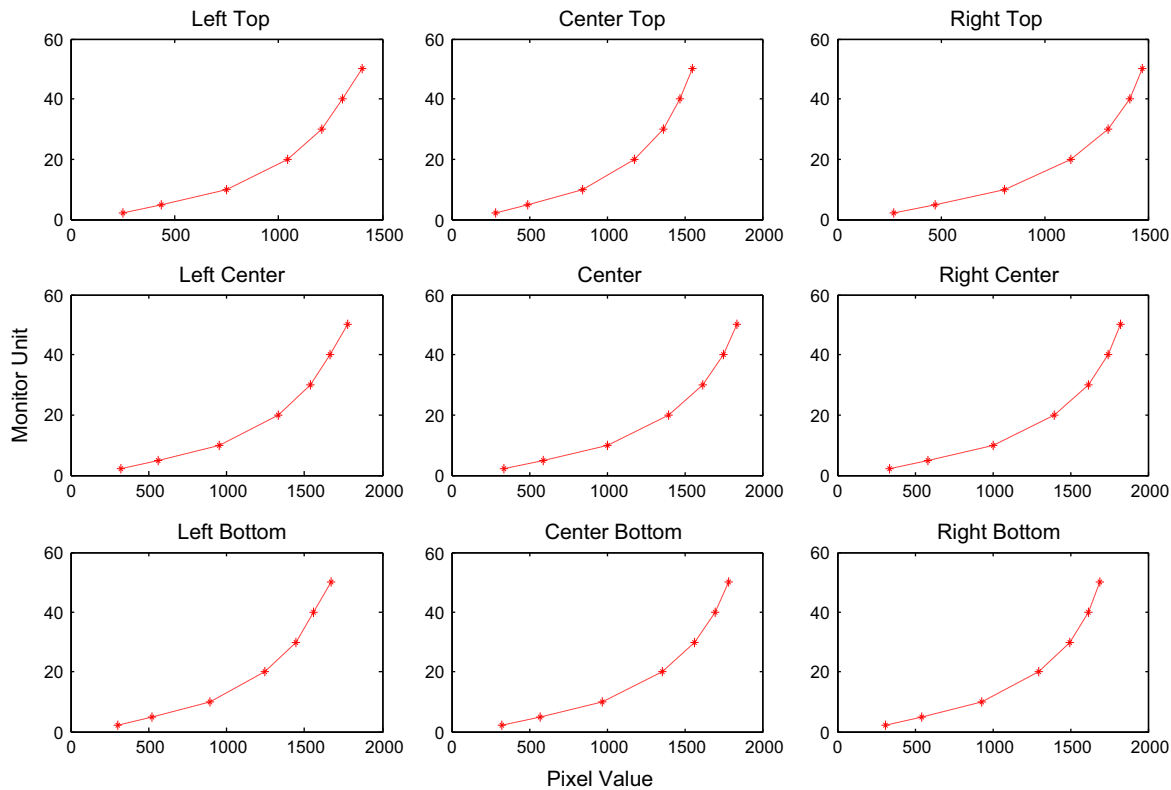 Left Top Center Top Right Top
60 60 60
40 40 40
20 20 20
0 0 0
0 500 1000 1500 0 500 1000 1500 2000 0 500 1000 1500
Left Center Center Right Center
60 60 60
40 40 40
20 20 20
0 0 0
0 500 1000 1500 2000 0 500 1000 1500 2000 0 500 1000 1500 2000
Monitor Unit
Left Bottom Center Bottom Right Bottom
60 60 60
40 40 40
20 20 20
0 0 0
0 500 1000 1500 2000 0 500 1000 1500 2000 0 500 1000 1500 2000
Pixel Value